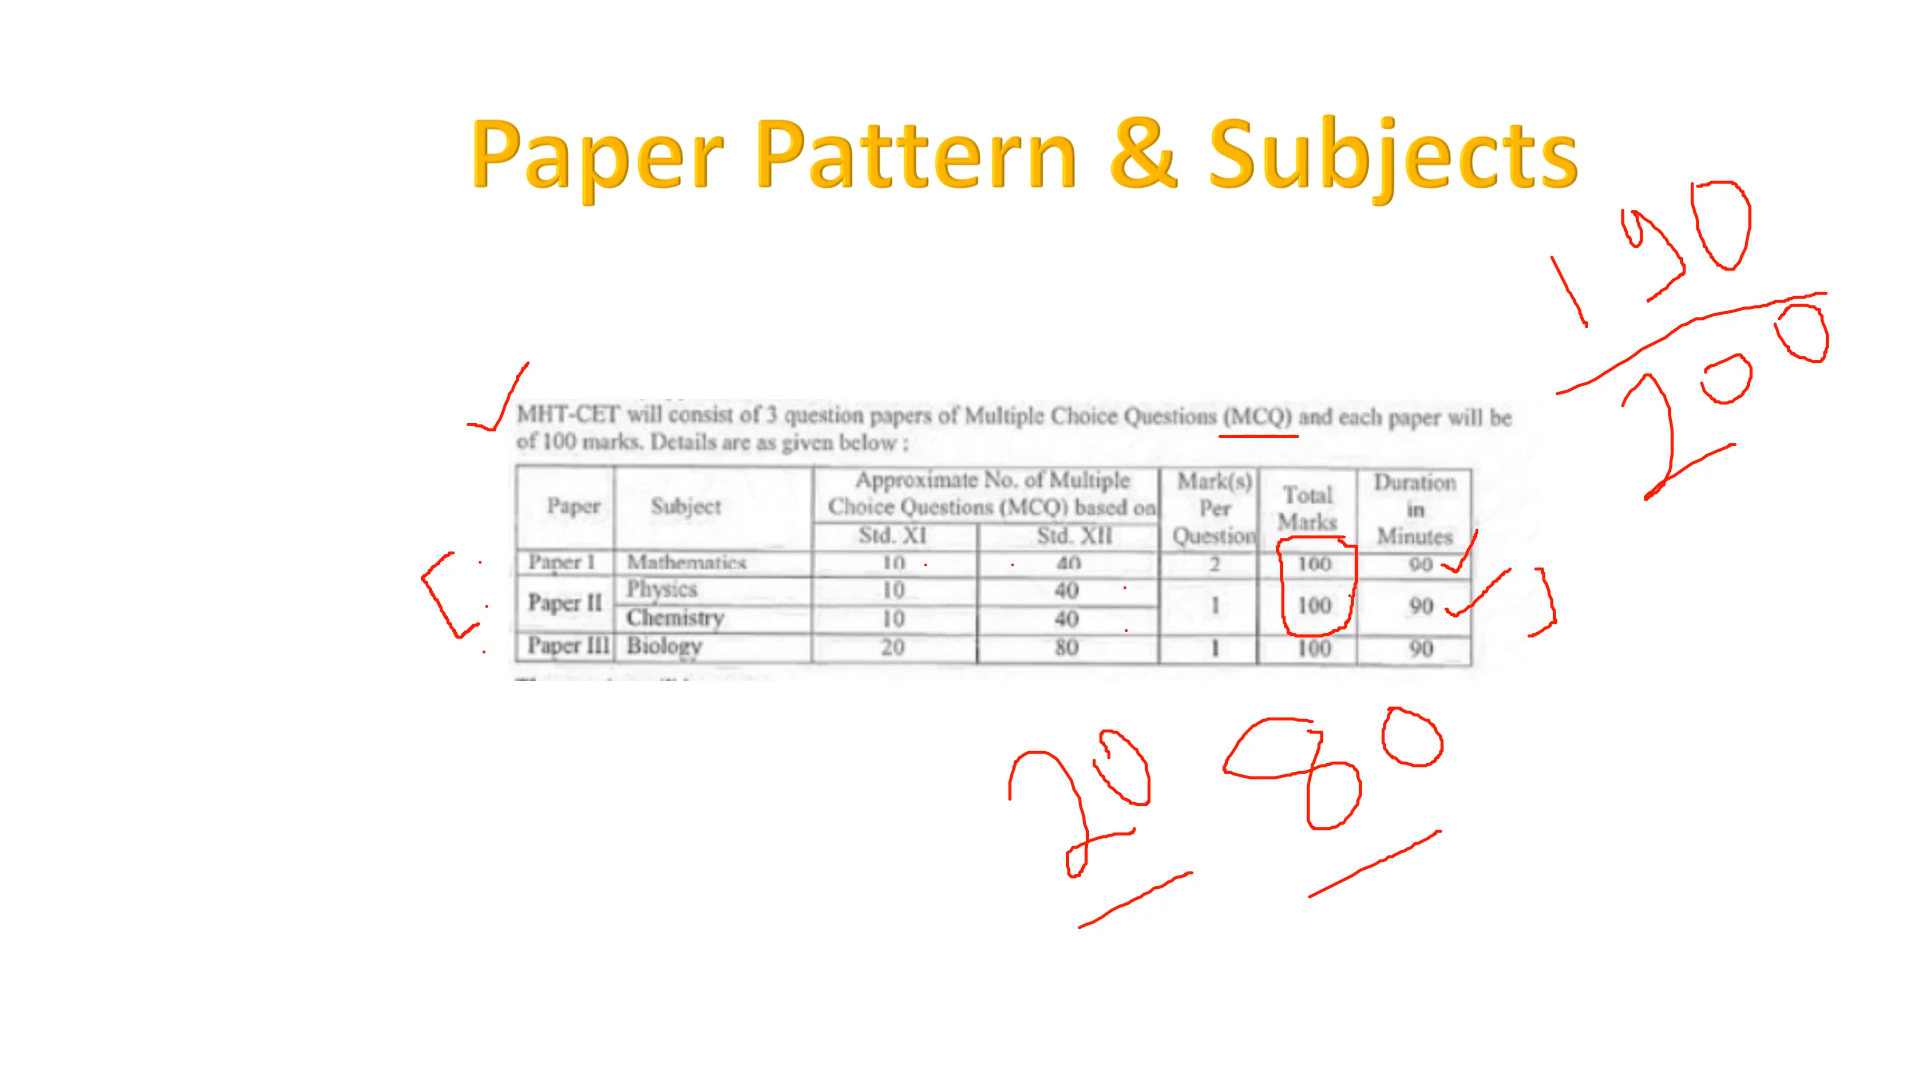 Paper Pattern & Subjects
190
200
MHT-CET will consist of 3 question papers of Multiple Choice Questions (MCQ) and each paper will be
of 100 marks. Details are as given below :
Paper Subject Approximate No. of Multiple Choice Questions (MCQ) based on Mark(s) Per Question Total Marks Duration in Minutes
Std. XI Std. XII
Paper I Mathematics 10 40 2 100 90
Paper II Physics 10 40 1 100 90
Chemistry 10 40
Paper III Biology 20 80 1 100 90
20 80